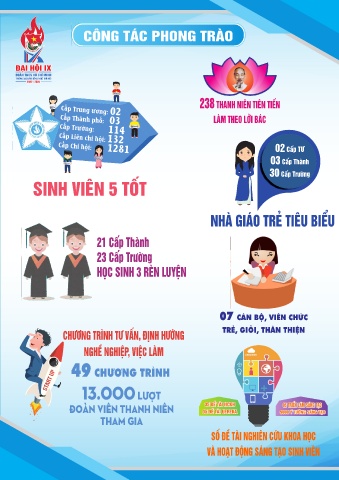 CÔNG TÁC PHONG TRÀO
ĐẠI HỘI IX
238 THANH NIÊN TIÊN TIẾN
LÀM THEO LỜI BÁC
Cấp Trung ương: 02
Cấp Thành phố: 03
Cấp Trường: 114
Cấp Liên chi hội: 132
Cấp Chi hội: 1281
SINH VIÊN 5 TỐT
02 Cấp TƯ
03 Cấp Thành
30 Cấp Trường
NHÀ GIÁO TRẺ TIÊU BIỂU
21 Cấp Thành
23 Cấp Trường
HỌC SINH 3 RÈN LUYỆN
07 CÁN BỘ, VIÊN CHỨC
TRẺ, GIỎI, THÂN THIỆN
CHƯƠNG TRÌNH TƯ VẤN, ĐỊNH HƯỚNG
NGHỀ NGHIỆP, VIỆC LÀM
49 CHƯƠNG TRÌNH
13.000 LƯỢT
ĐOÀN VIÊN THANH NIÊN
THAM GIA
START UP
SỐ ĐỀ TÀI NGHIÊN CỨU KHOA HỌC
VÀ HOẠT ĐỘNG SÁNG TẠO SINH VIÊN